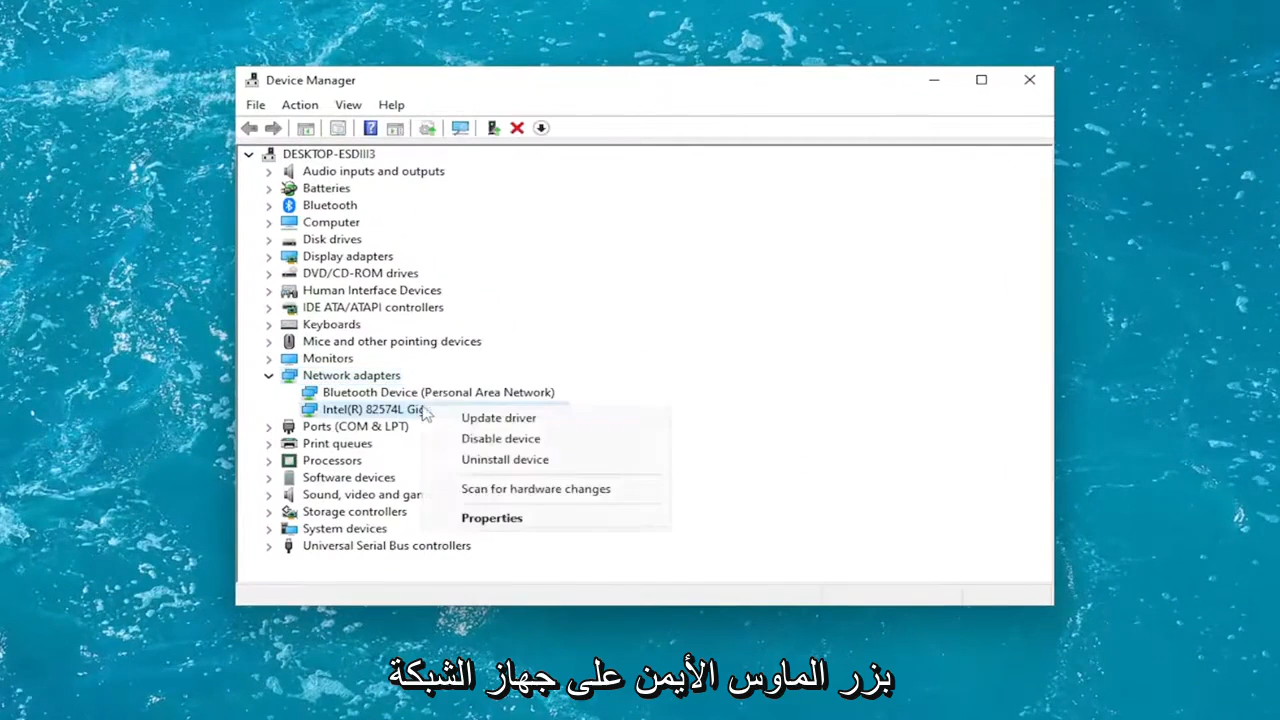 Device Manager
File Action View Help
DESKTOP-ESDIII3
Audio inputs and outputs
Batteries
Bluetooth
Computer
Disk drives
Display adapters
DVD/CD-ROM drives
Human Interface Devices
IDE ATA/ATAPI controllers
Keyboards
Mice and other pointing devices
Monitors
Network adapters
Bluetooth Device (Personal Area Network)
Intel(R) 82574L Gig
Ports (COM & LPT)
Print queues
Processors
Software devices
Sound, video and gam
Storage controllers
System devices
Universal Serial Bus controllers
Update driver
Disable device
Uninstall device
Scan for hardware changes
Properties
بزر الماوس الأيمن على جهاز الشبكة